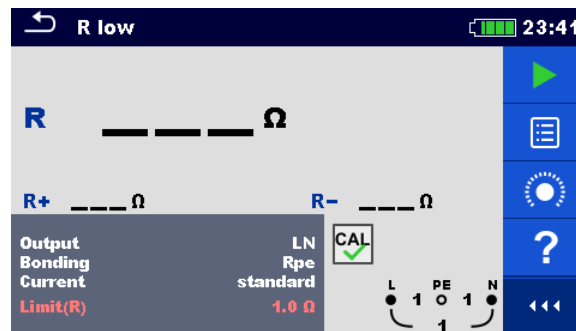 R low 23:41
R ___ Ω
R+ ___ Ω R- ___ Ω
Output LN
Bonding Rpe
Current standard
Limit(R) 1.0 Ω
CAL
?
L PE N
1 1
1